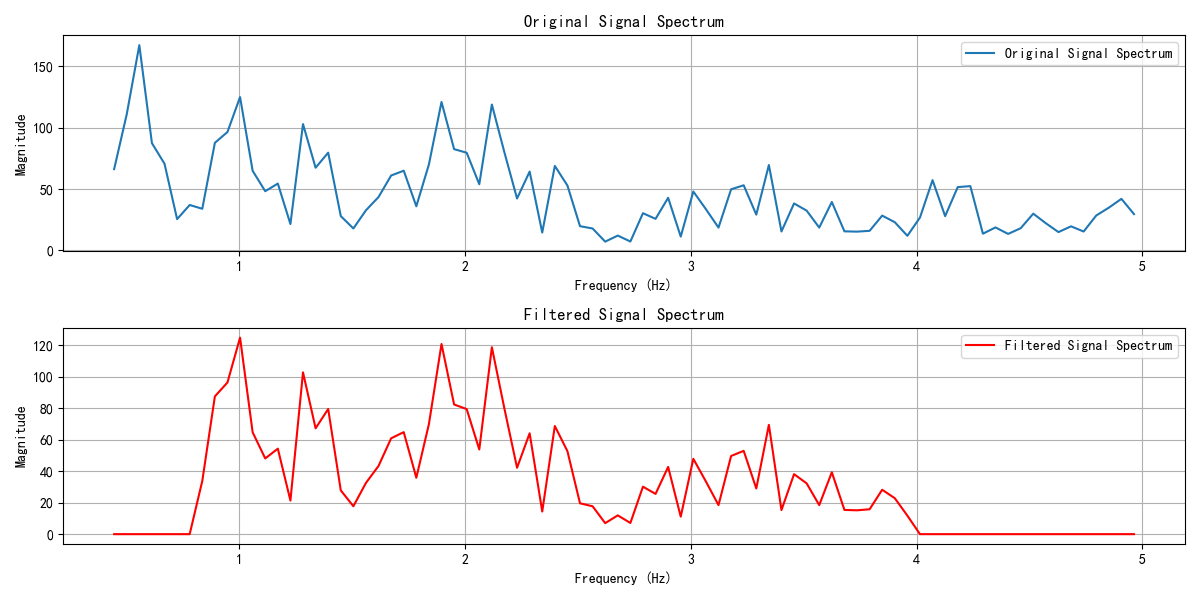 Original Signal Spectrum
150
100
50
0
Magnitude
Original Signal Spectrum
1 2 3 4 5
Frequency (Hz)
Filtered Signal Spectrum
120
100
80
60
40
20
0
Magnitude
Filtered Signal Spectrum
1 2 3 4 5
Frequency (Hz)